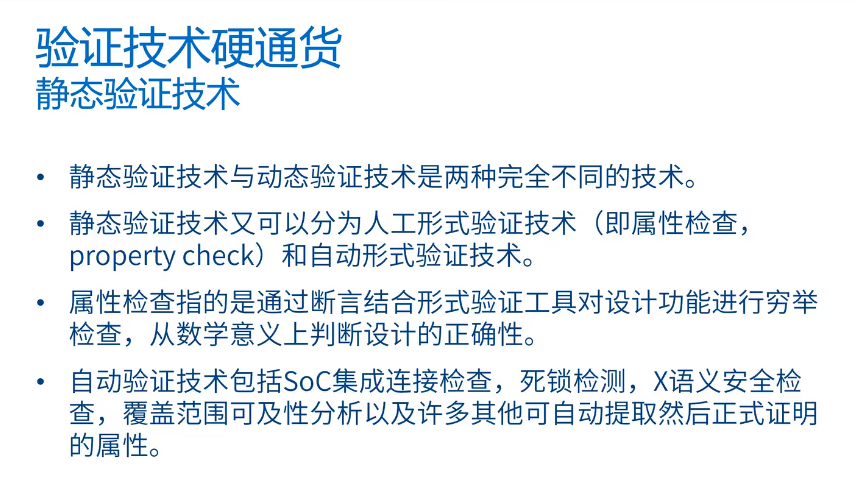 验证技术硬通货
静态验证技术
• 静态验证技术与动态验证技术是两种完全不同的技术。
• 静态验证技术又可以分为人工形式验证技术（即属性检查，
property check）和自动形式验证技术。
• 属性检查指的是通过断言结合形式验证工具对设计功能进行穷举
检查，从数学意义上判断设计的正确性。
• 自动验证技术包括SoC集成连接检查，死锁检测，X语义安全检
查，覆盖范围可及性分析以及许多其他可自动提取然后正式证明
的属性。